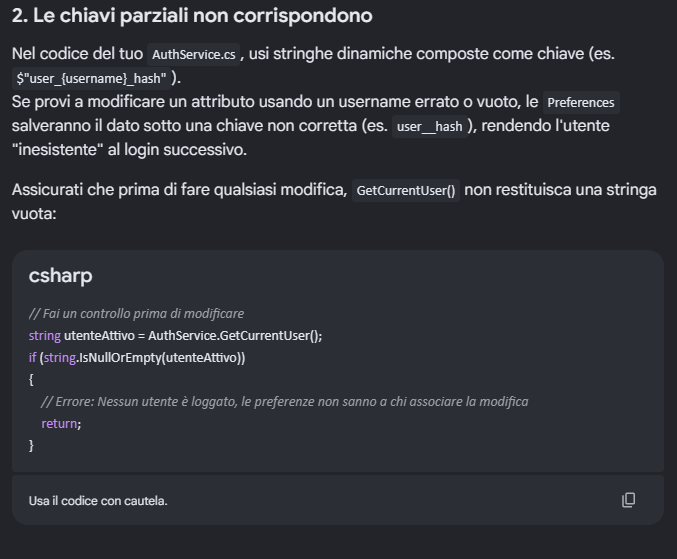 2. Le chiavi parziali non corrispondono
Nel codice del tuo AuthService.cs, usi stringhe dinamiche composte come chiave (es.
$"user_{username}_hash").
Se provi a modificare un attributo usando un username errato o vuoto, le Preferences
salveranno il dato sotto una chiave non corretta (es. user__hash), rendendo l'utente
"inesistente" al login successivo.
Assicurati che prima di fare qualsiasi modifica, GetCurrentUser() non restituisca una stringa
vuota:
csharp
// Fai un controllo prima di modificare
string utenteAttivo = AuthService.GetCurrentUser();
if (string.IsNullOrEmpty(utenteAttivo))
{
// Errore: Nessun utente è loggato, le preferenze non sanno a chi associare la modifica
return;
}
Usa il codice con cautela.